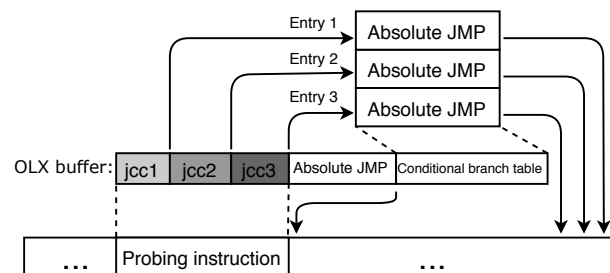 Entry 1
Absolute JMP
Entry 2
Absolute JMP
Entry 3
Absolute JMP
OLX buffer: jcc1 jcc2 jcc3 Absolute JMP Conditional branch table
... Probing instruction ...